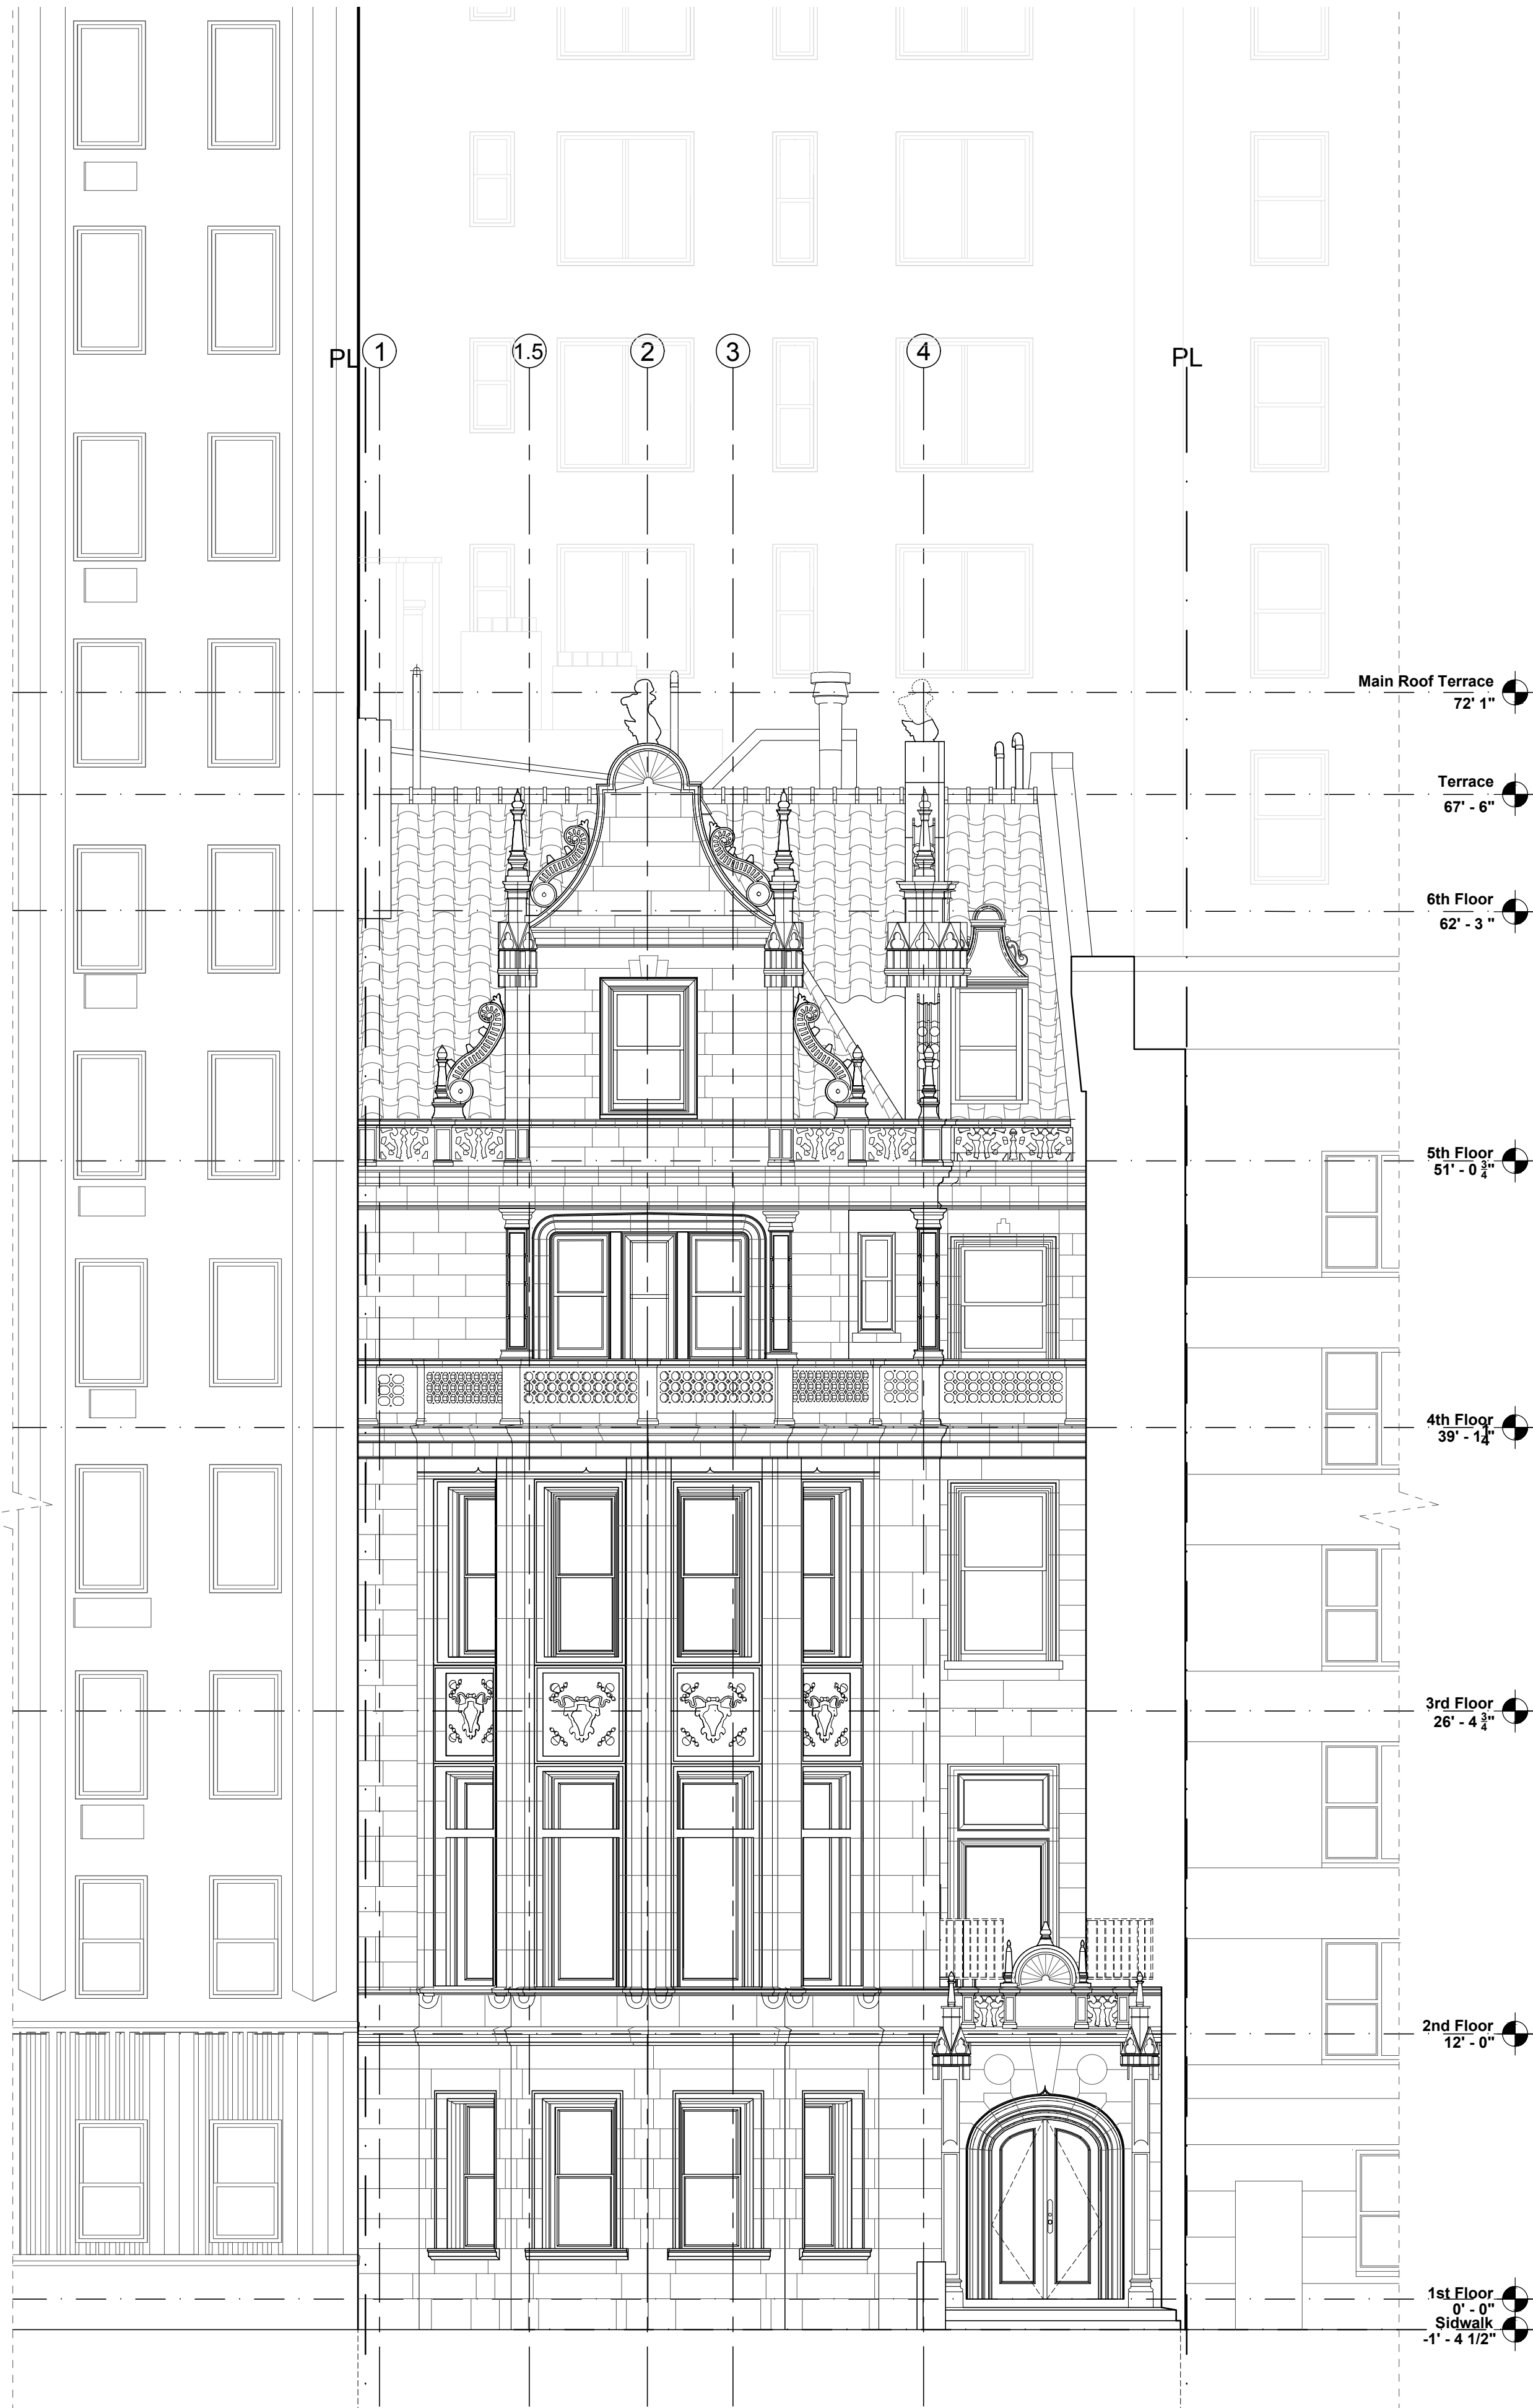 PL
1
1.5
2
3
4
PL
Main Roof Terrace
72' 1"
Terrace
67' - 6"
6th Floor
62' - 3 "
5th Floor
51' - 0 3/4"
4th Floor
39' - 1 1/4"
3rd Floor
26' - 4 3/4"
2nd Floor
12' - 0"
1st Floor
0' - 0"
Sidwalk
-1' - 4 1/2"